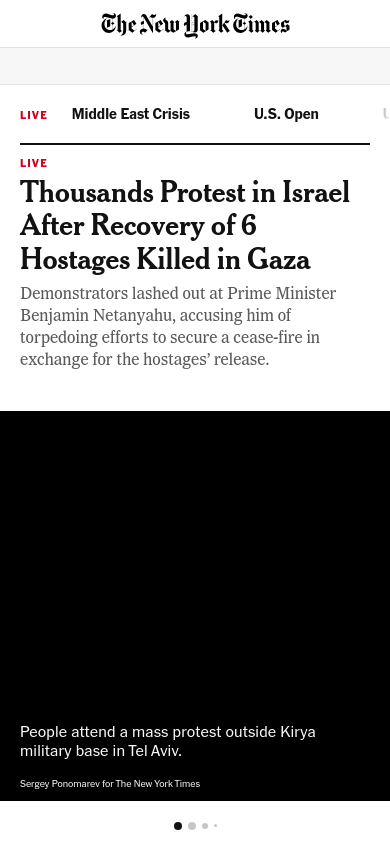 The New York Times
LIVE Middle East Crisis U.S. Open
LIVE
Thousands Protest in Israel
After Recovery of 6
Hostages Killed in Gaza
Demonstrators lashed out at Prime Minister
Benjamin Netanyahu, accusing him of
torpedoing efforts to secure a cease-fire in
exchange for the hostages’ release.
People attend a mass protest outside Kirya
military base in Tel Aviv.
Sergey Ponomarev for The New York Times